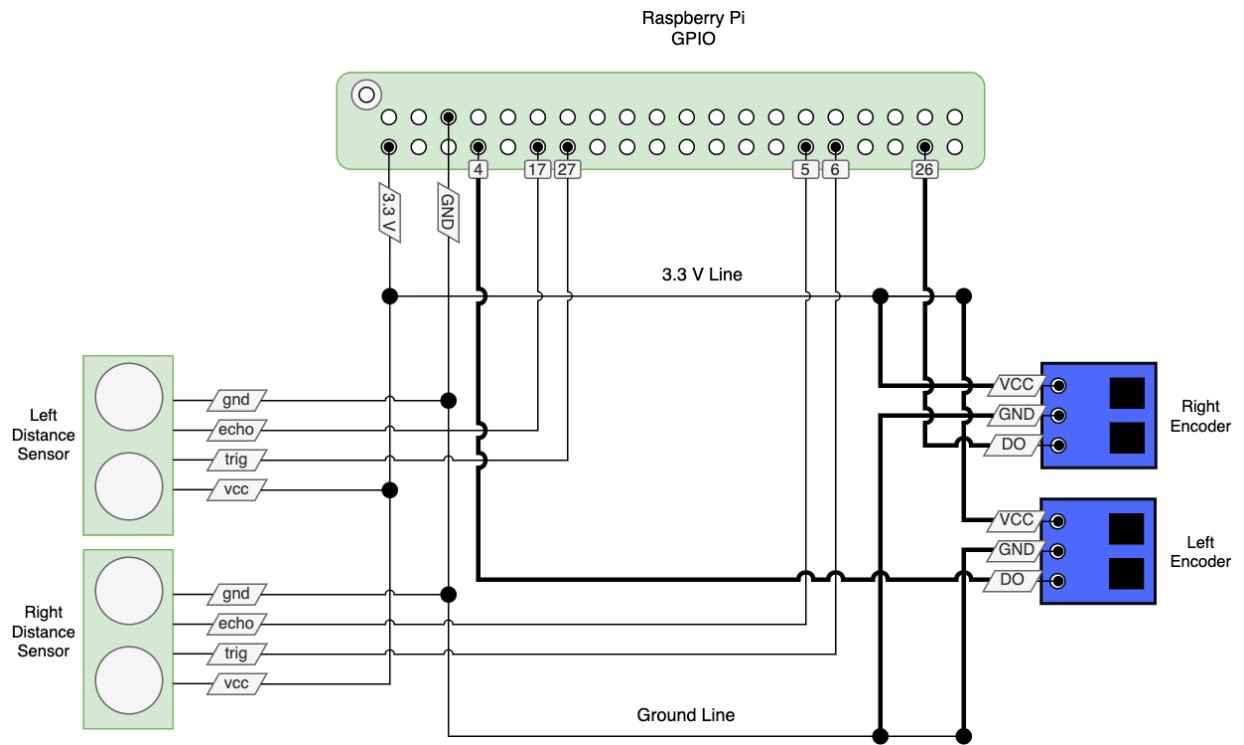 Raspberry Pi
GPIO
4
17
27
5
6
26
3.3 V
GND
3.3 V Line
Left
Distance
Sensor
gnd
echo
trig
vcc
Right
Distance
Sensor
gnd
echo
trig
vcc
VCC
GND
DO
Right
Encoder
VCC
GND
DO
Left
Encoder
Ground Line